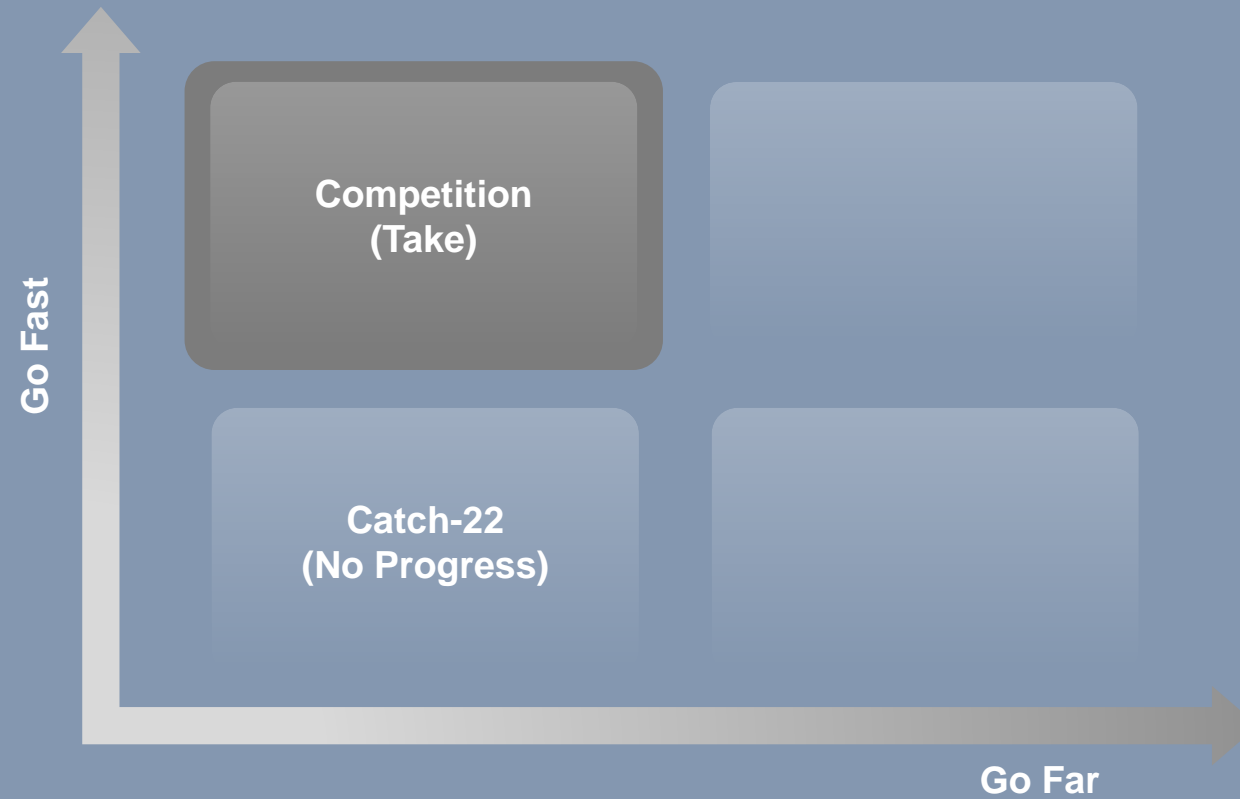 Go Fast
Competition
(Take)
Catch-22
(No Progress)
Go Far